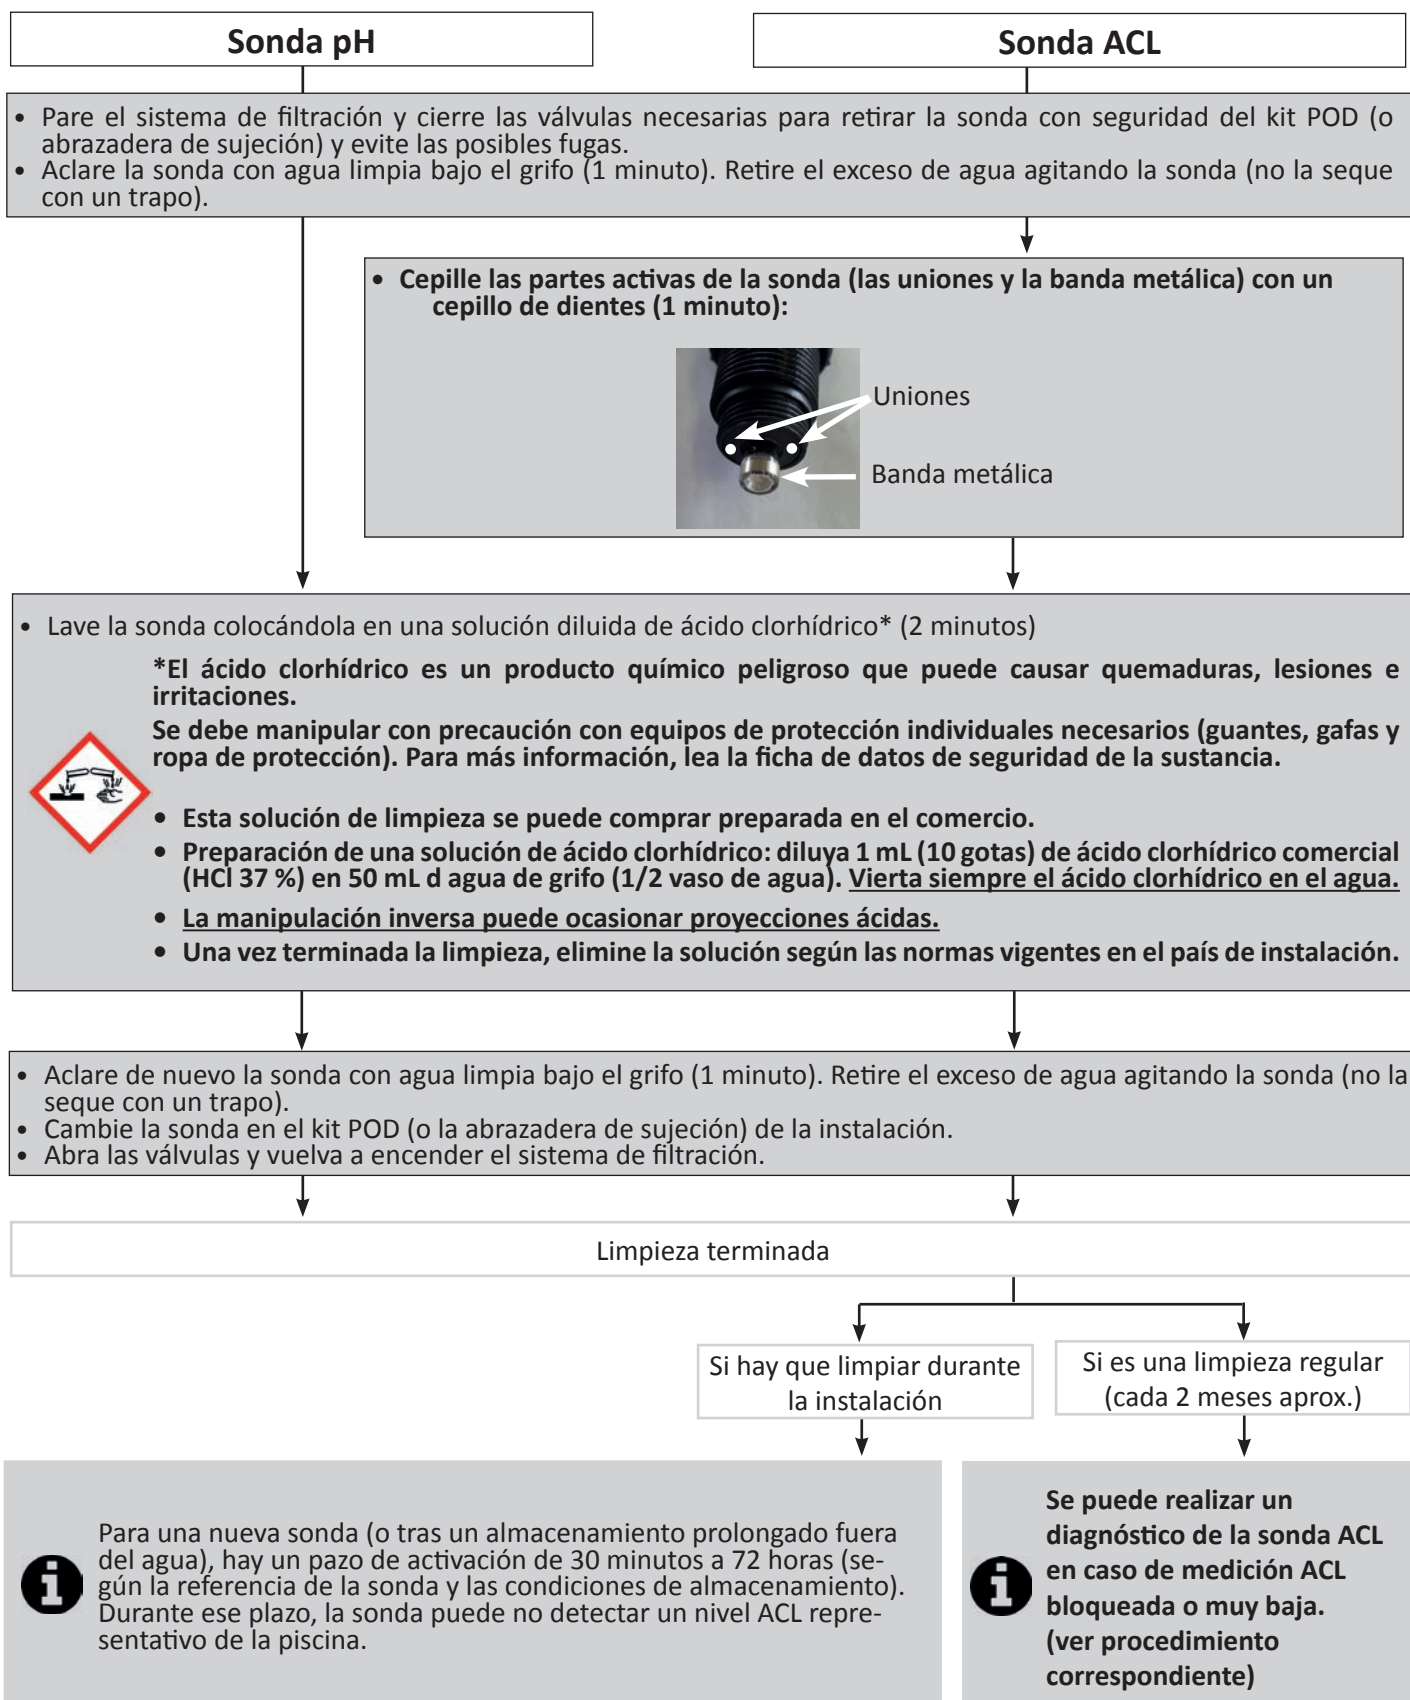 Sonda pH
Sonda ACL
• Pare el sistema de filtración y cierre las válvulas necesarias para retirar la sonda con seguridad del kit POD (o
abrazadera de sujeción) y evite las posibles fugas.
• Aclare la sonda con agua limpia bajo el grifo (1 minuto). Retire el exceso de agua agitando la sonda (no la seque
con un trapo).
• Cepille las partes activas de la sonda (las uniones y la banda metálica) con un
cepillo de dientes (1 minuto):
Uniones
Banda metálica
• Lave la sonda colocándola en una solución diluida de ácido clorhídrico* (2 minutos)
*El ácido clorhídrico es un producto químico peligroso que puede causar quemaduras, lesiones e
irritaciones.
Se debe manipular con precaución con equipos de protección individuales necesarios (guantes, gafas y
ropa de protección). Para más información, lea la ficha de datos de seguridad de la sustancia.
• Esta solución de limpieza se puede comprar preparada en el comercio.
• Preparación de una solución de ácido clorhídrico: diluya 1 mL (10 gotas) de ácido clorhídrico comercial
(HCl 37 %) en 50 mL d agua de grifo (1/2 vaso de agua). Vierta siempre el ácido clorhídrico en el agua.
• La manipulación inversa puede ocasionar proyecciones ácidas.
• Una vez terminada la limpieza, elimine la solución según las normas vigentes en el país de instalación.
• Aclare de nuevo la sonda con agua limpia bajo el grifo (1 minuto). Retire el exceso de agua agitando la sonda (no la
seque con un trapo).
• Cambie la sonda en el kit POD (o la abrazadera de sujeción) de la instalación.
• Abra las válvulas y vuelva a encender el sistema de filtración.
Limpieza terminada
Si hay que limpiar durante
la instalación
Si es una limpieza regular
(cada 2 meses aprox.)
Para una nueva sonda (o tras un almacenamiento prolongado fuera
del agua), hay un pazo de activación de 30 minutos a 72 horas (se-
gún la referencia de la sonda y las condiciones de almacenamiento).
Durante ese plazo, la sonda puede no detectar un nivel ACL repre-
sentativo de la piscina.
Se puede realizar un
diagnóstico de la sonda ACL
en caso de medición ACL
bloqueada o muy baja.
(ver procedimiento
correspondiente)